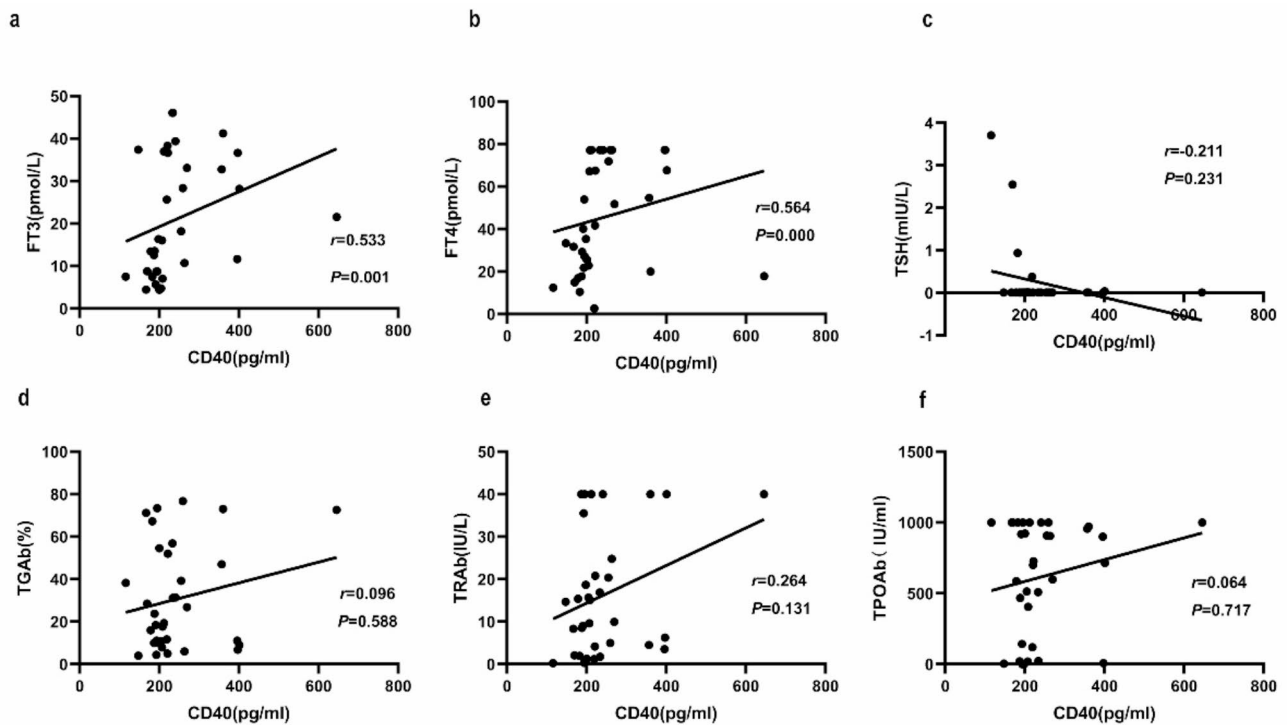 a
FT3(pmol/L)
50
40
30
20
10
0
r=0.533
P=0.001
0 200 400 600 800
CD40(pg/ml)
b
FT4(pmol/L)
100
80
60
40
20
0
r=0.564
P=0.000
0 200 400 600 800
CD40(pg/ml)
c
TSH(mIU/L)
4
3
2
1
0
-1
r=-0.211
P=0.231
200 400 600 800
CD40(pg/ml)
d
TGAb(%)
100
80
60
40
20
0
r=0.096
P=0.588
0 200 400 600 800
CD40(pg/ml)
e
TRAb(IU/L)
50
40
30
20
10
0
r=0.264
P=0.131
0 200 400 600 800
CD40(pg/ml)
f
TPOAb（IU/ml)
1500
1000
500
0
r=0.064
P=0.717
0 200 400 600 800
CD40(pg/ml)